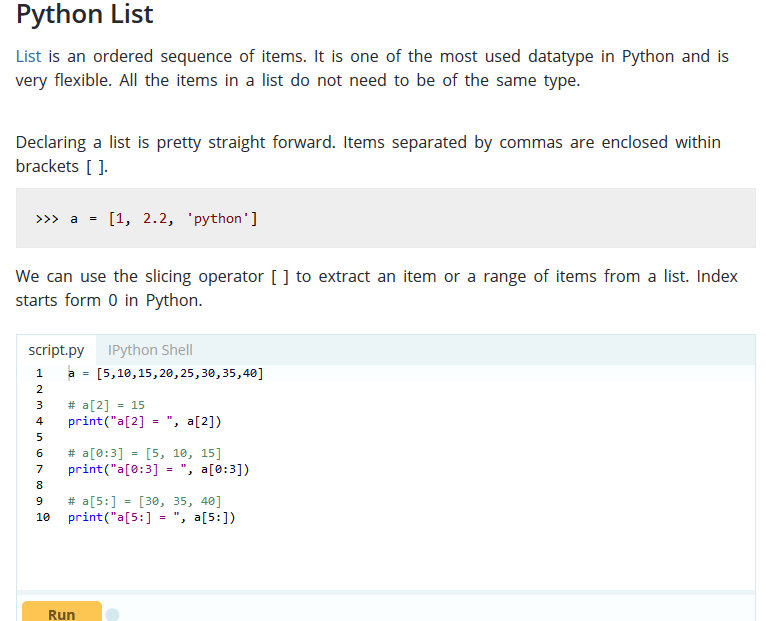 Python List
List is an ordered sequence of items. It is one of the most used datatype in Python and is
very flexible. All the items in a list do not need to be of the same type.
Declaring a list is pretty straight forward. Items separated by commas are enclosed within
brackets [ ].
>>> a = [1, 2.2, 'python']
We can use the slicing operator [ ] to extract an item or a range of items from a list. Index
starts form 0 in Python.
script.py IPython Shell
1 a = [5,10,15,20,25,30,35,40]
2
3 # a[2] = 15
4 print("a[2] = ", a[2])
5
6 # a[0:3] = [5, 10, 15]
7 print("a[0:3] = ", a[0:3])
8
9 # a[5:] = [30, 35, 40]
10 print("a[5:] = ", a[5:])
Run